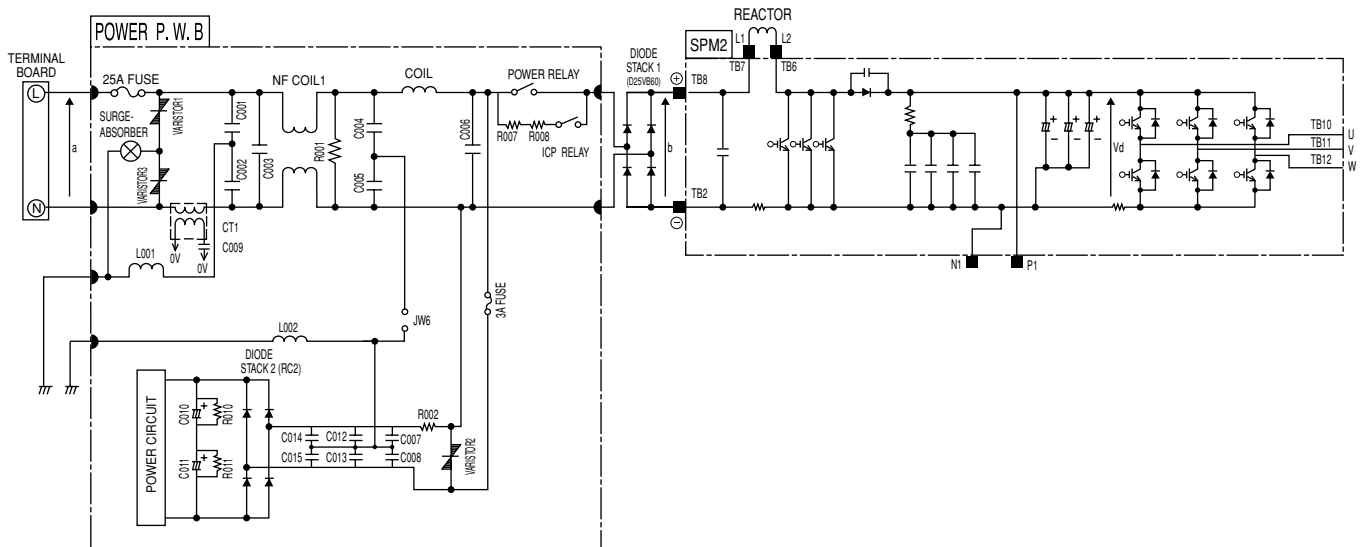 POWER P. W. B
REACTOR
SPM2
L1
L2
TB7
TB6
TERMINAL
BOARD
25A FUSE
NF COIL1
COIL
POWER RELAY
DIODE
STACK 1
(D25VB60)
+
TB8
L
SURGE-
ABSORBER
VARISTOR1
C001
C004
C006
R007
R008
ICP RELAY
a
R001
C003
b
Vd
TB10
U
TB11
V
TB12
W
VARISTOR3
C002
C005
N
TB2
-
CT1
C009
0V
0V
L001
N1
P1
3A FUSE
JW6
L002
DIODE
STACK 2 (RC2)
POWER CIRCUIT
C010
+
R010
C011
+
R011
R002
C014
C012
C007
C015
C013
C008
VARISTOR2
+
+
+
-
-
-